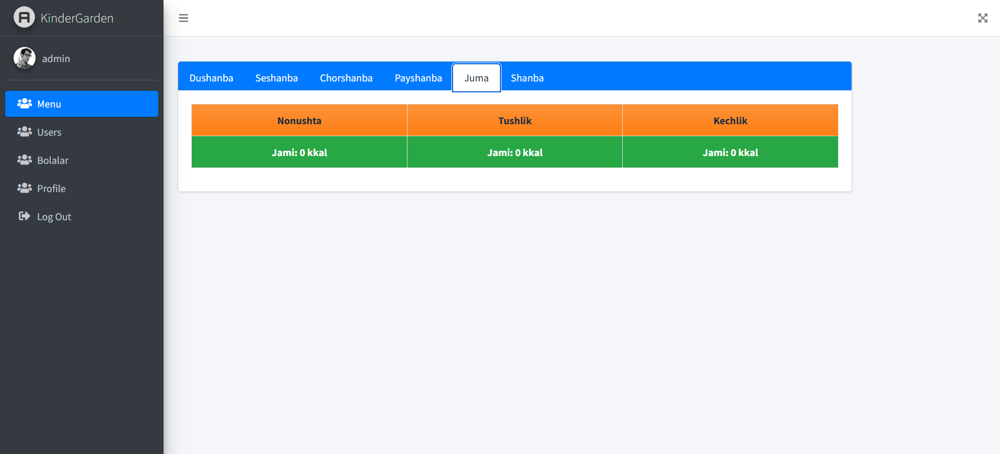 KinderGarden
admin
Menu
Users
Bolalar
Profile
Log Out
Dushanba Seshanba Chorshanba Payshanba Juma Shanba
Nonushta Tushlik Kechlik
Jami: 0 kkal Jami: 0 kkal Jami: 0 kkal